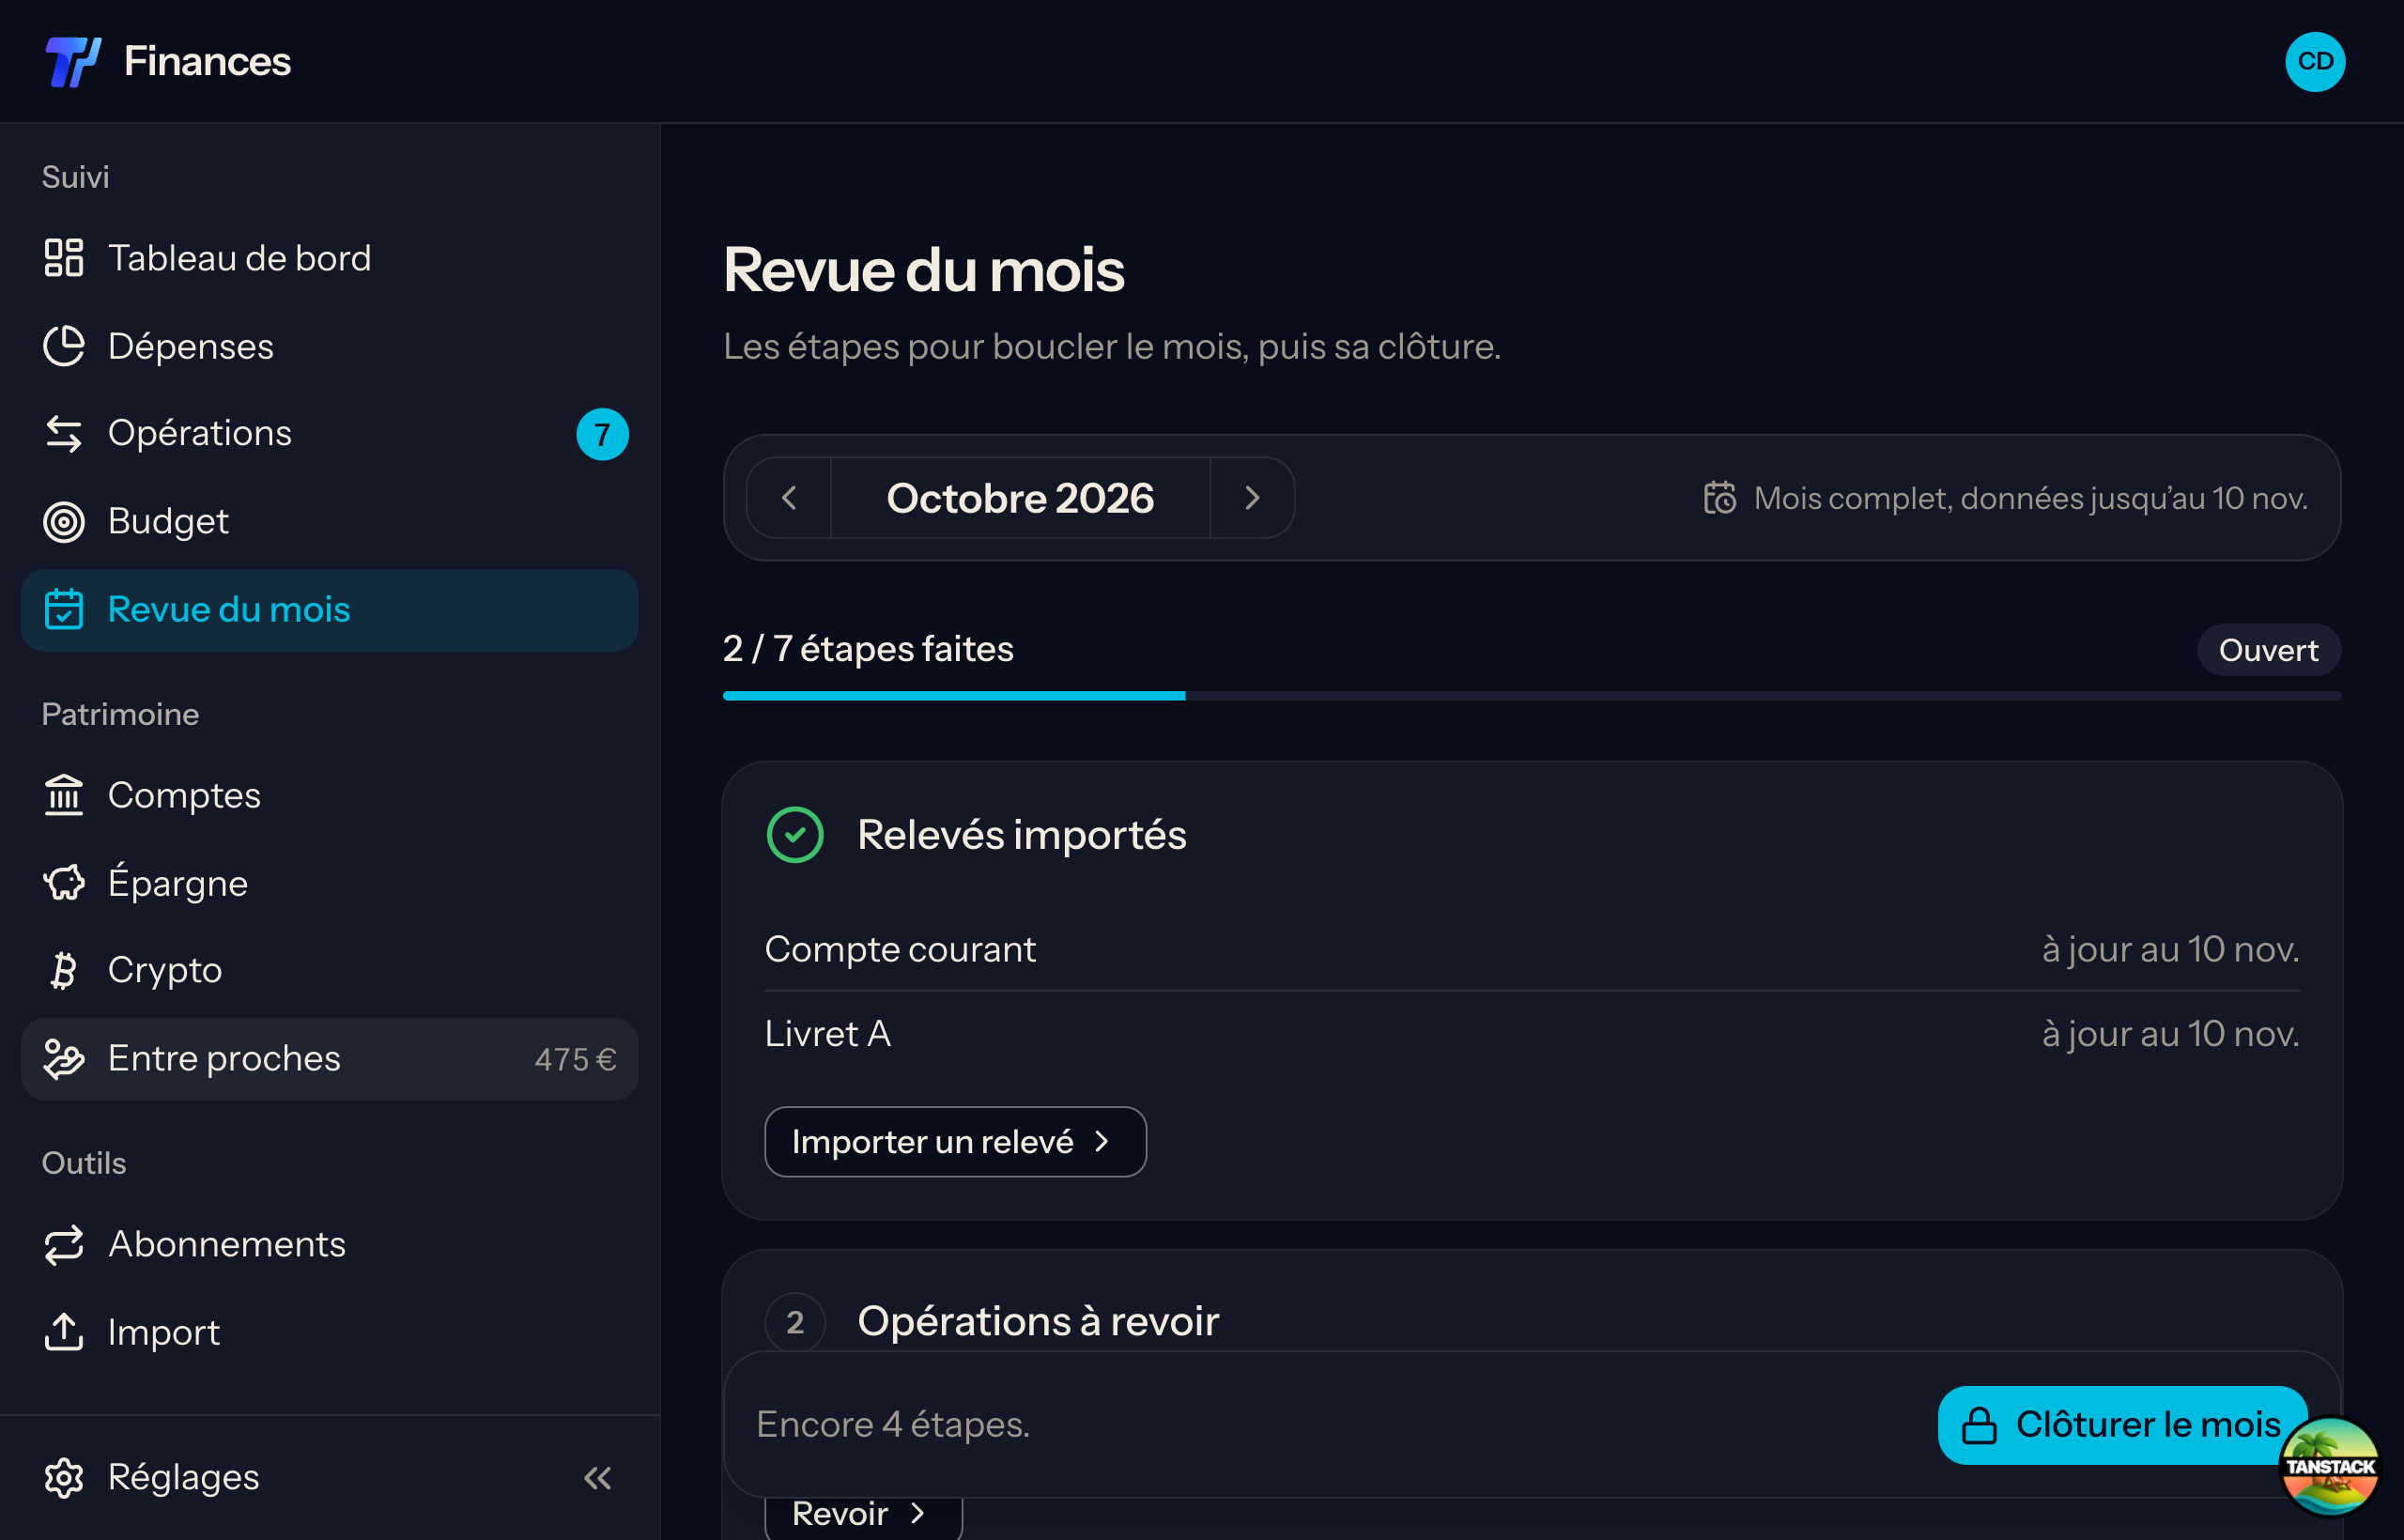 Finances
CD
Suivi
Tableau de bord
Dépenses
Opérations
7
Budget
Revue du mois
Patrimoine
Comptes
Épargne
Crypto
Entre proches
475 €
Outils
Abonnements
Import
Réglages
Revue du mois
Les étapes pour boucler le mois, puis sa clôture.
Octobre 2026
Mois complet, données jusqu’au 10 nov.
2 / 7 étapes faites
Ouvert
Relevés importés
Compte courant
à jour au 10 nov.
Livret A
à jour au 10 nov.
Importer un relevé
2
Opérations à revoir
Encore 4 étapes.
Clôturer le mois
TANSTACK
Revoir